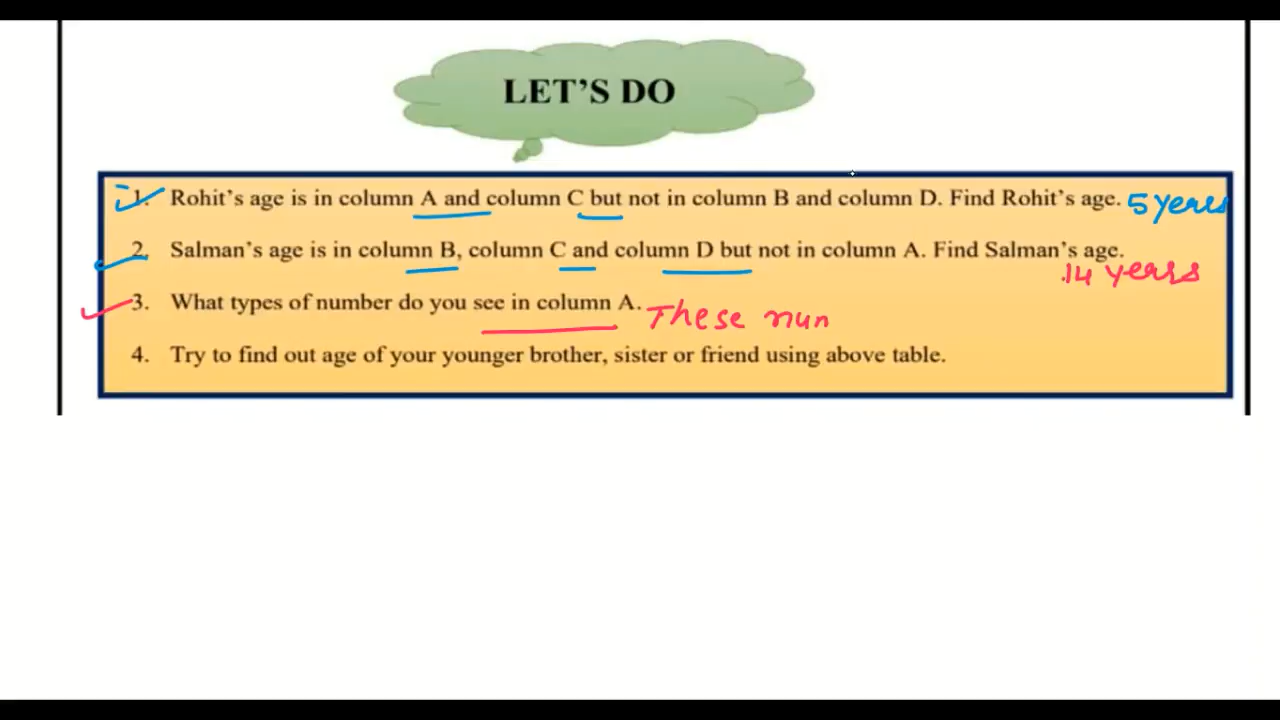 LET'S DO
1. Rohit's age is in column A and column C but not in column B and column D. Find Rohit's age. 5 yeres
2. Salman's age is in column B, column C and column D but not in column A. Find Salman's age.
14 years
3. What types of number do you see in column A. These nun
4. Try to find out age of your younger brother, sister or friend using above table.